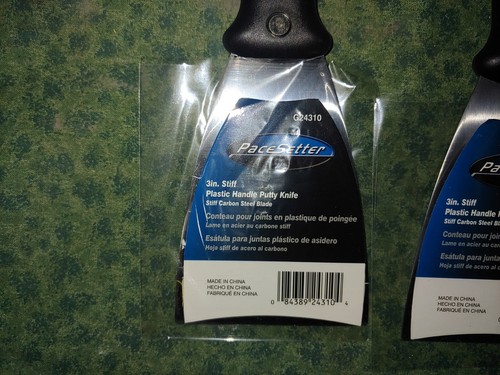 G24310
PaceSetter
3in. Stiff
Plastic Handle Putty Knife
Stiff Carbon Steel Blade
Conteau pour joints en plastique de poingée
Lame en acier au carbone stiff
Esátula para juntas plástico de asidero
Hoja stiff de acero al carbono
MADE IN CHINA
HECHO EN CHINA
FABRIQUÉ EN CHINA
0 84389 24310 4
Pa
3in. Stiff
Plastic Handle
Stiff Carbon Steel
Conteau pour join
Lame en acier au
Esátula para jun
Hoja stiff de ace
MADE IN CHINA
HECHO EN CHINA
FABRIQUÉ EN CHINA